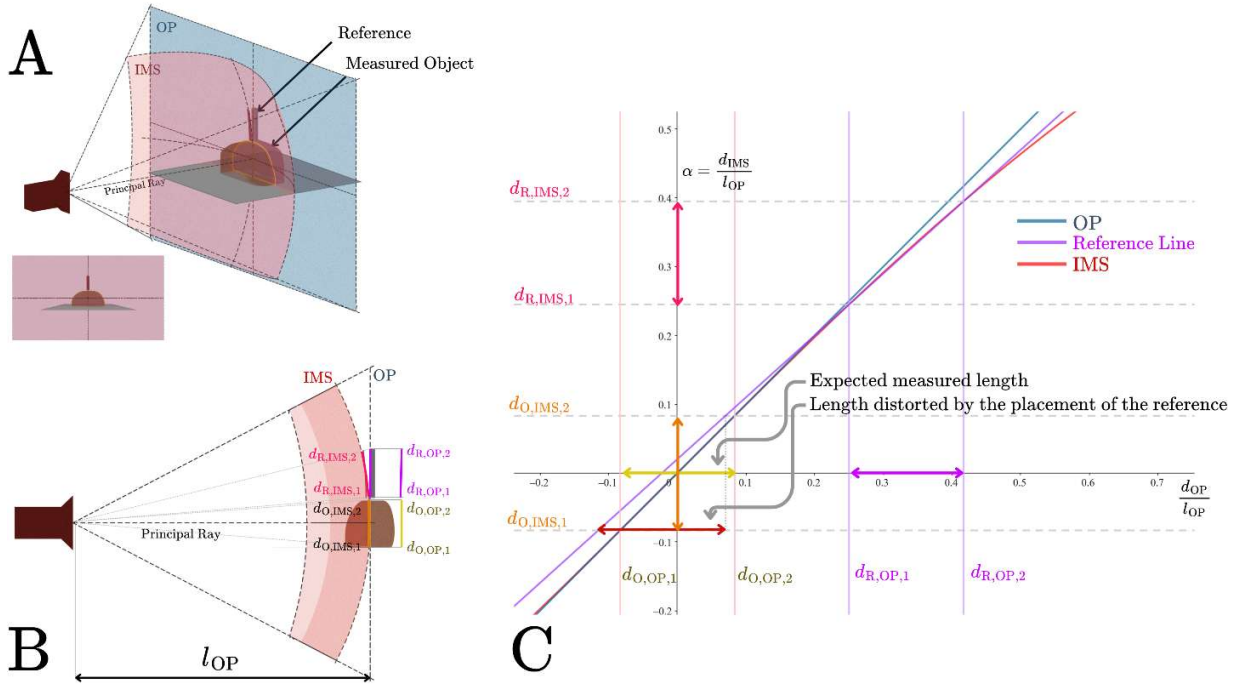 A
OP
IMS
Reference
Measured Object
Principal Ray
B
IMS
OP
d_R,IMS,2
d_R,OP,2
d_R,IMS,1
d_R,OP,1
d_O,IMS,2
d_O,OP,2
Principal Ray
d_O,IMS,1
d_O,OP,1
l_OP
C
0.5
α = d_IMS / l_OP
d_R,IMS,2
0.4
OP
Reference Line
IMS
0.3
d_R,IMS,1
0.2
Expected measured length
Length distorted by the placement of the reference
d_O,IMS,2
0.1
-0.2 -0.1 0 0.1 0.2 0.3 0.4 0.5 0.6 0.7
d_OP / l_OP
d_O,IMS,1
−0.1
d_O,OP,1
d_O,OP,2
d_R,OP,1
d_R,OP,2
−0.2